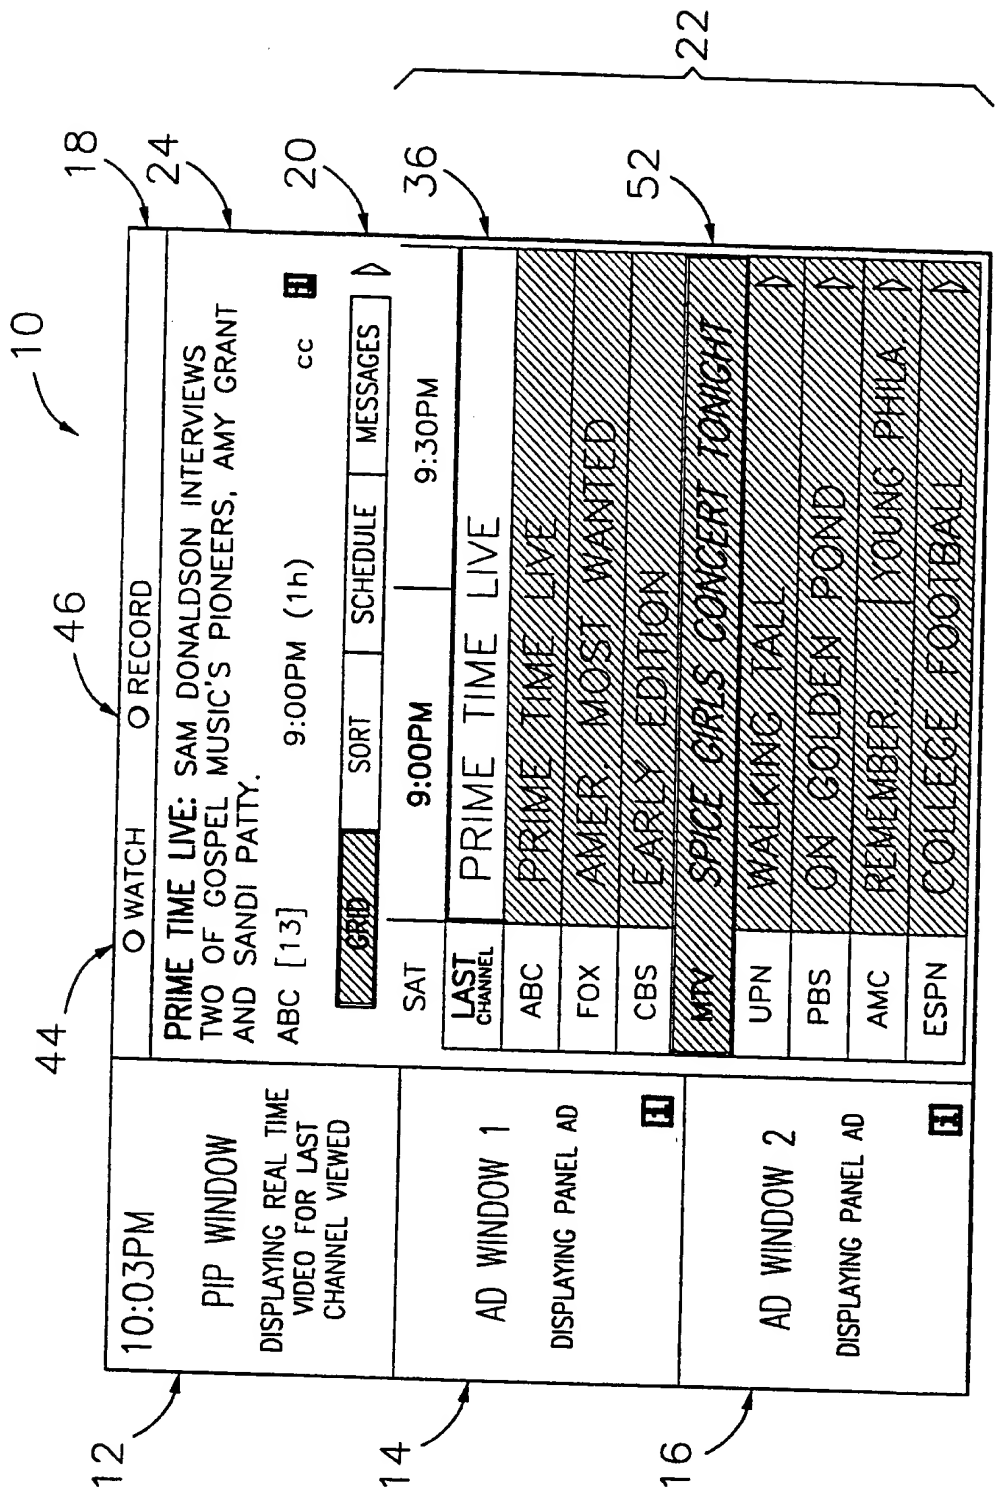 10
44
46
18
24
20
36
52
22
12
14
16
10:03PM
PIP WINDOW
DISPLAYING REAL TIME
VIDEO FOR LAST
CHANNEL VIEWED
AD WINDOW 1
DISPLAYING PANEL AD
i
AD WINDOW 2
DISPLAYING PANEL AD
i
WATCH RECORD
PRIME TIME LIVE: SAM DONALDSON INTERVIEWS
TWO OF GOSPEL MUSIC'S PIONEERS, AMY GRANT
AND SANDI PATTY.
ABC [13] 9:00PM (1h) cc i
GRID SORT SCHEDULE MESSAGES
SAT 9:00PM 9:30PM
LAST CHANNEL PRIME TIME LIVE
ABC PRIME TIME LIVE
FOX AMER. MOST WANTED
CBS EARLY EDITION
MTV SPICE GIRLS CONCERT TONIGHT
UPN WALKING TALL
PBS ON GOLDEN POND
AMC REMEMBER... YOUNG PHILA...
ESPN COLLEGE FOOTBALL